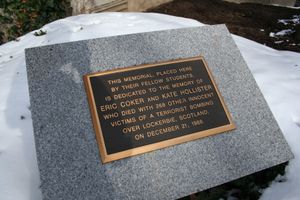 THIS MEMORIAL, PLACED HERE
BY THEIR FELLOW STUDENTS,
IS DEDICATED TO THE MEMORY OF
ERIC COKER AND KATE HOLLISTER
WHO DIED WITH 268 OTHER INNOCENT
VICTIMS OF A TERRORIST BOMBING
OVER LOCKERBIE, SCOTLAND,
ON DECEMBER 21, 1988.